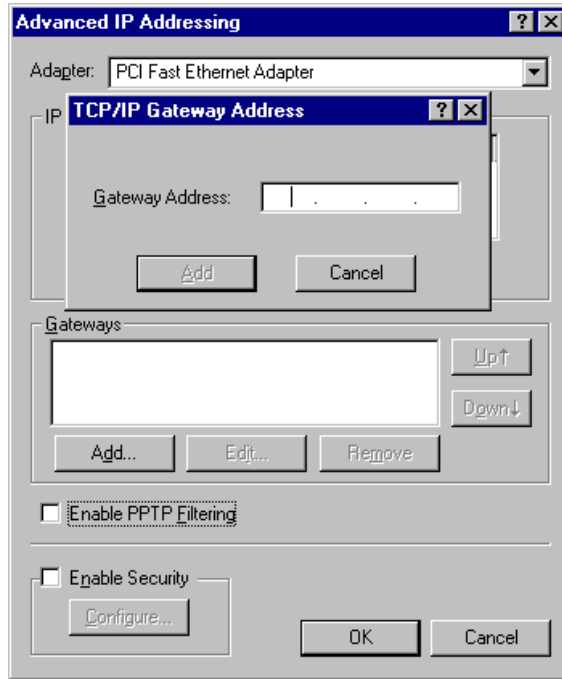 Advanced IP Addressing
Adapter: PCI Fast Ethernet Adapter
IP
TCP/IP Gateway Address
Gateway Address: . . .
Add Cancel
Gateways
Up↑
Down↓
Add... Edit... Remove
Enable PPTP Filtering
Enable Security
Configure...
OK Cancel